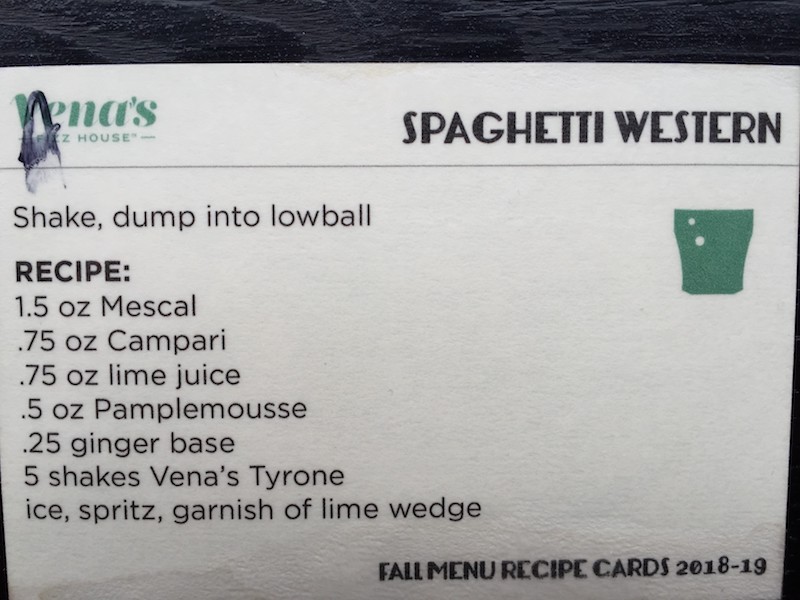 Vena's
FIZZ HOUSE™
SPAGHETTI WESTERN
Shake, dump into lowball
RECIPE:
1.5 oz Mescal
.75 oz Campari
.75 oz lime juice
.5 oz Pamplemousse
.25 ginger base
5 shakes Vena's Tyrone
ice, spritz, garnish of lime wedge
FALL MENU RECIPE CARDS 2018-19